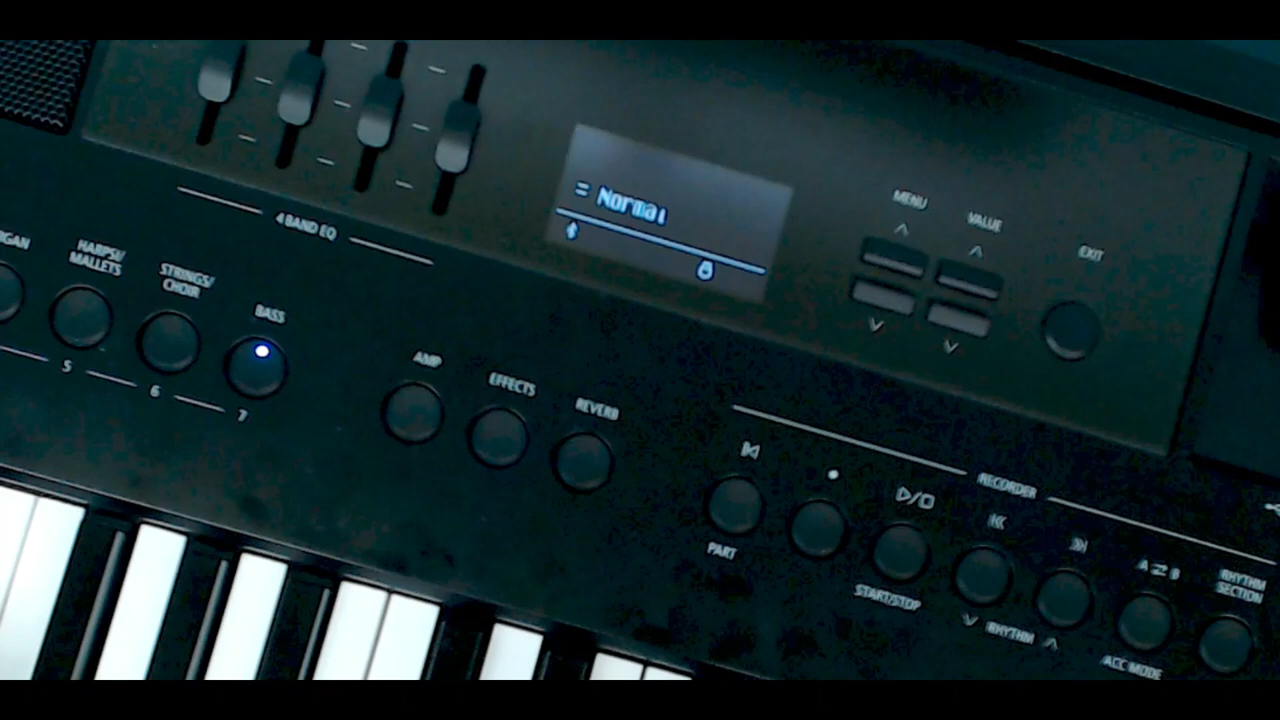 = Normal
MENU
VALUE
EXIT
4 BAND EQ
HARPS/
MALLETS
STRINGS/
CHOIR
BASS
5
6
7
AMP
EFFECTS
REVERB
RECORDER
PART
START/STOP
RHYTHM
A ⇄ B
ACC MODE
RHYTHM
SECTION